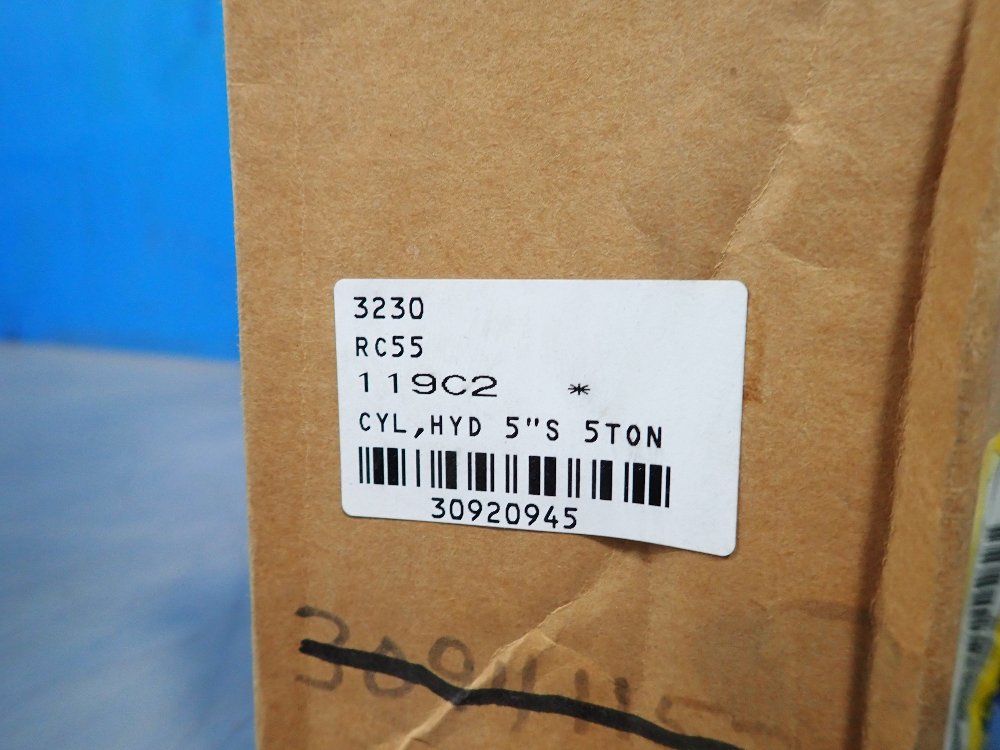 3230
RC55
119C2 *
CYL,HYD 5"S 5TON
30920945